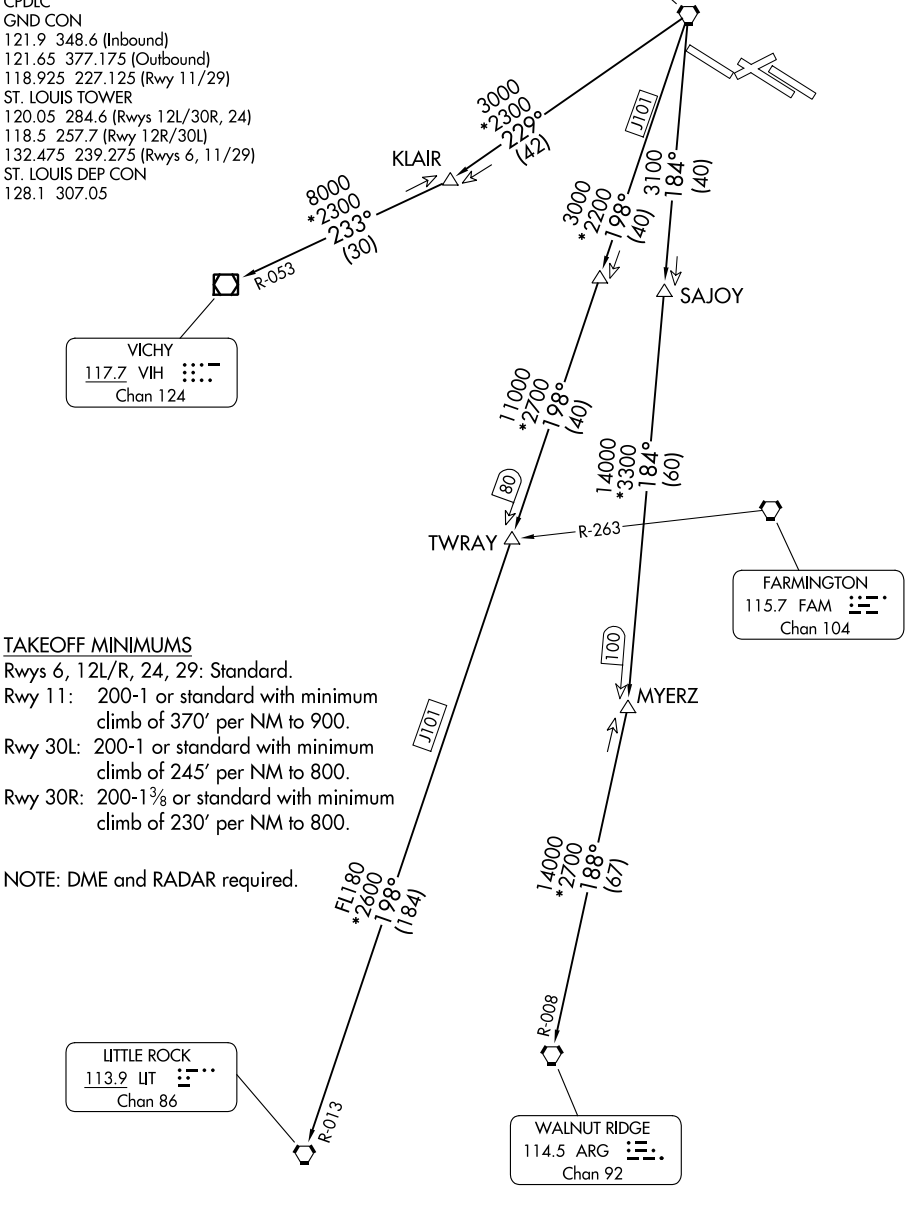 CPDLC
GND CON
121.9 348.6 (Inbound)
121.65 377.175 (Outbound)
118.925 227.125 (Rwy 11/29)
ST. LOUIS TOWER
120.05 284.6 (Rwys 12L/30R, 24)
118.5 257.7 (Rwy 12R/30L)
132.475 239.275 (Rwys 6, 11/29)
ST. LOUIS DEP CON
128.1 307.05
3000
*2300
229°
(42)
KLAIR
8000
*2300
233°
(30)
R-053
VICHY
117.7 VIH
Chan 124
J101
3000
*2200
198°
(40)
3100
184°
(40)
SAJOY
11000
*2700
198°
(40)
80
14000
*3300
184°
(60)
TWRAY
R-263
FARMINGTON
115.7 FAM
Chan 104
100
MYERZ
TAKEOFF MINIMUMS
Rwys 6, 12L/R, 24, 29: Standard.
Rwy 11: 200-1 or standard with minimum
climb of 370' per NM to 900.
Rwy 30L: 200-1 or standard with minimum
climb of 245' per NM to 800.
Rwy 30R: 200-1⅜ or standard with minimum
climb of 230' per NM to 800.
NOTE: DME and RADAR required.
J101
FL180
*2600
198°
(184)
14000
*2700
188°
(67)
R-008
LITTLE ROCK
113.9 LIT
Chan 86
R-013
WALNUT RIDGE
114.5 ARG
Chan 92